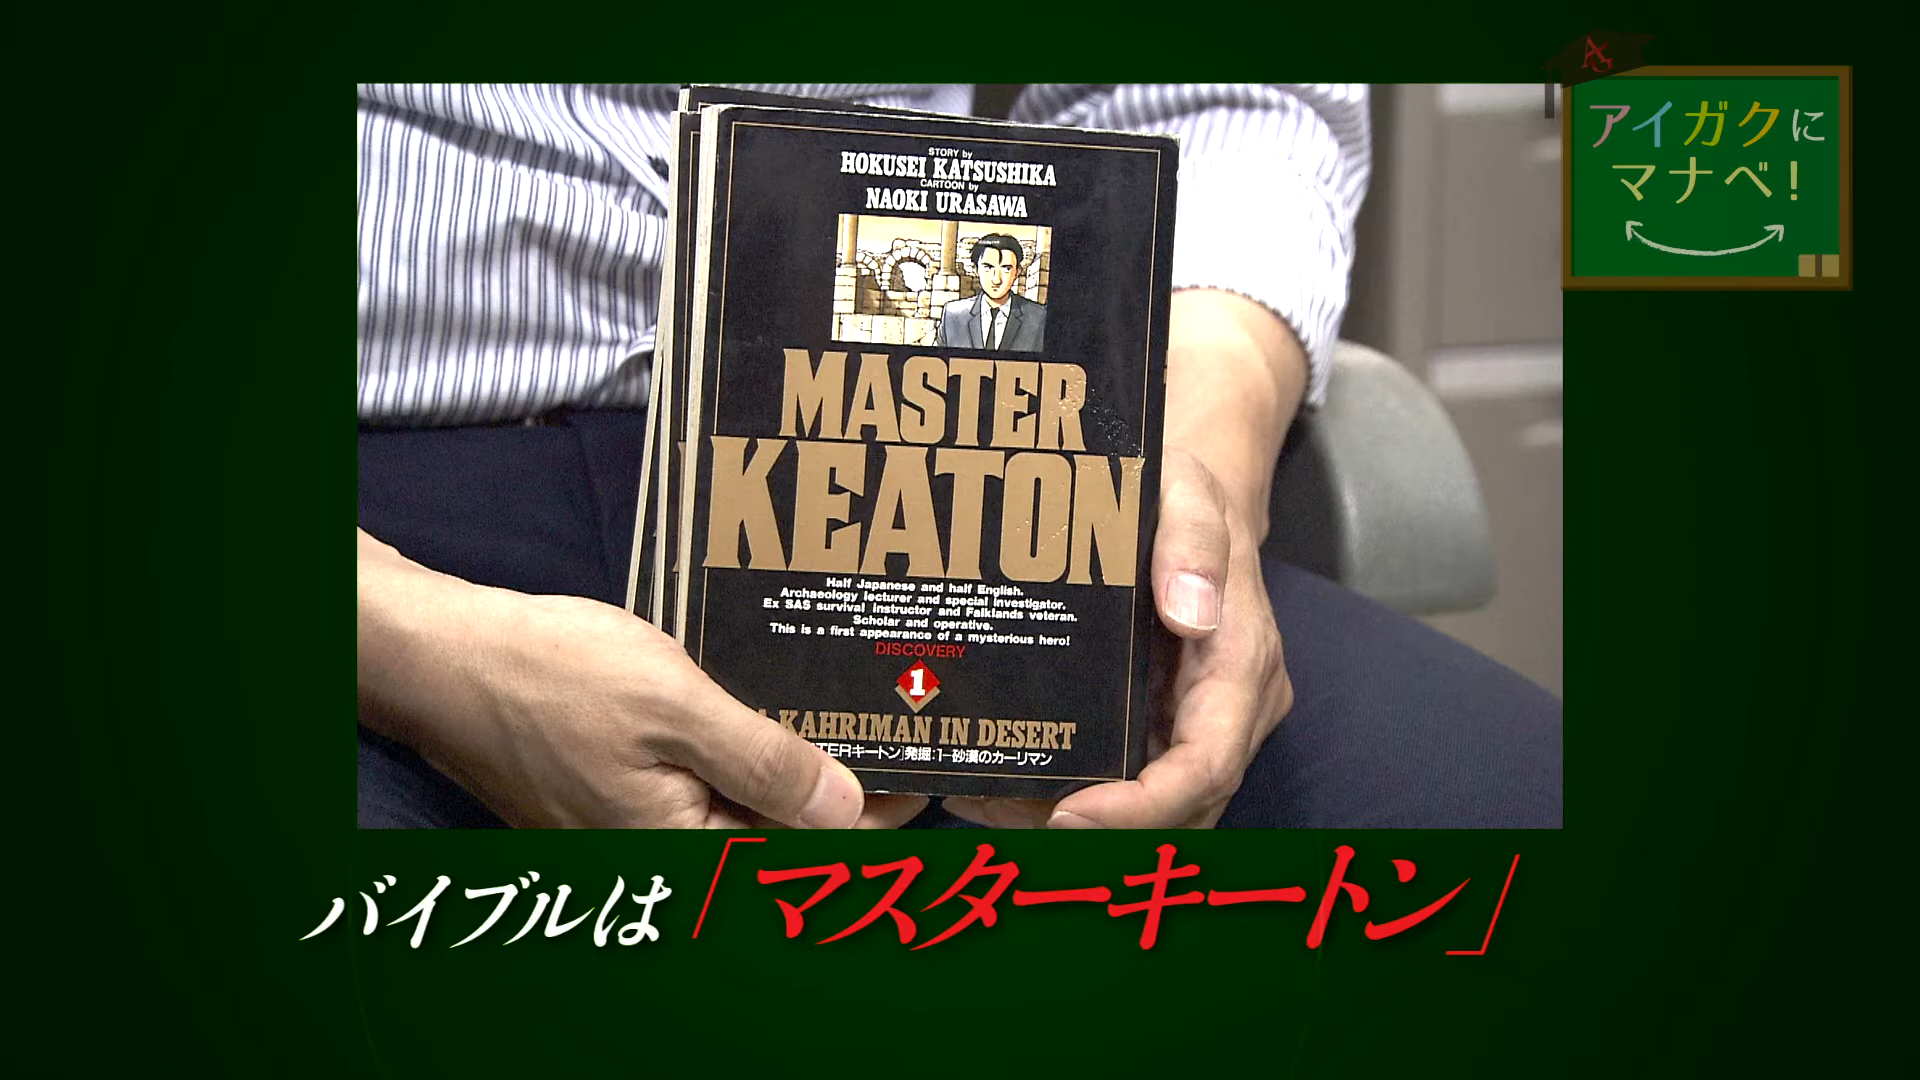 AG
アイガクに
マナベ!
STORY by
HOKUSEI KATSUSHIKA
CARTOON by
NAOKI URASAWA
MASTER
KEATON
Half Japanese and half English.
Archaeology lecturer and special investigator.
Ex SAS survival instructor and Falklands veteran.
Scholar and operative.
This is a first appearance of a mysterious hero!
DISCOVERY
1
A KAHRIMAN IN DESERT
TERキートン]発掘:1-砂漠のカーリマン
バイブルは「マスターキートン」